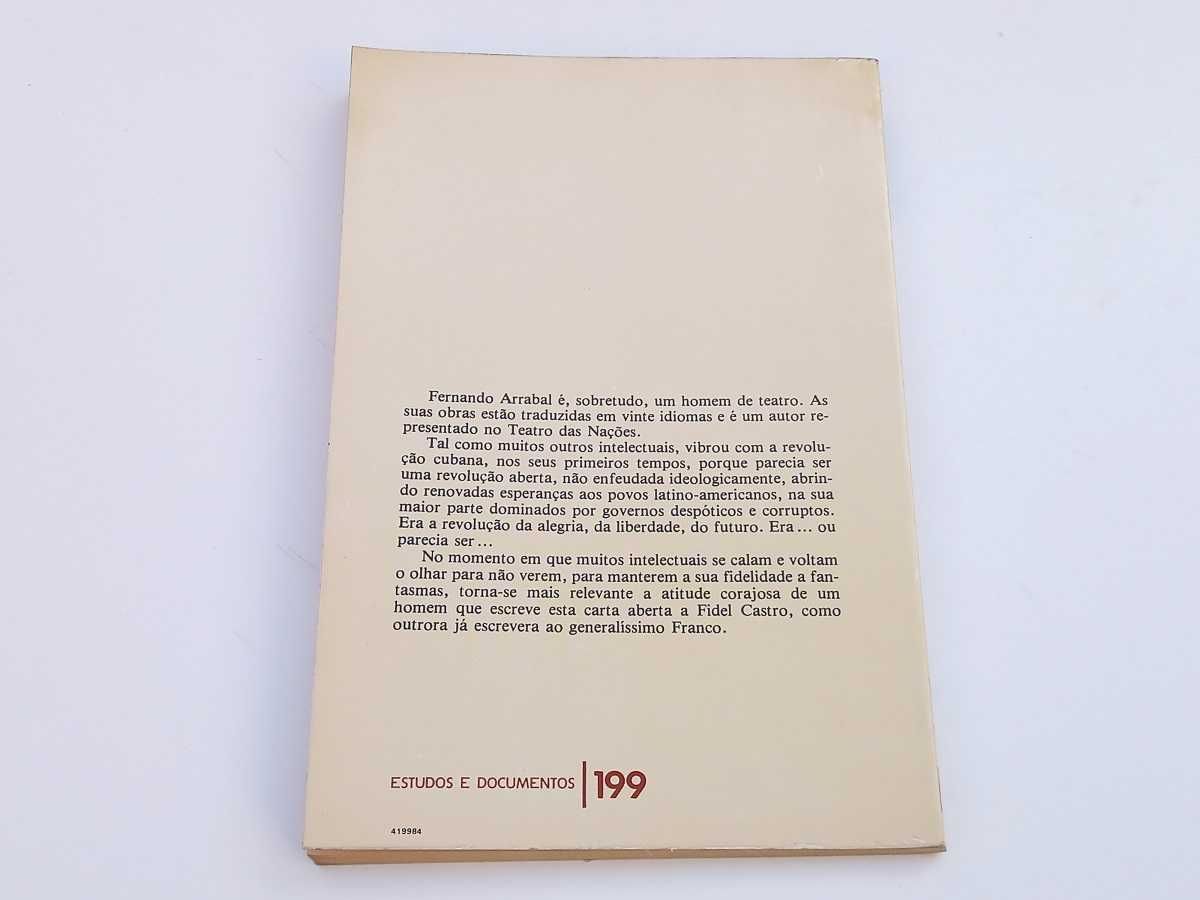 Fernando Arrabal é, sobretudo, um homem de teatro. As
suas obras estão traduzidas em vinte idiomas e é um autor re-
presentado no Teatro das Nações.
Tal como muitos outros intelectuais, vibrou com a revolu-
ção cubana, nos seus primeiros tempos, porque parecia ser
uma revolução aberta, não enfeudada ideologicamente, abrin-
do renovadas esperanças aos povos latino-americanos, na sua
maior parte dominados por governos despóticos e corruptos.
Era a revolução da alegria, da liberdade, do futuro. Era... ou
parecia ser...
No momento em que muitos intelectuais se calam e voltam
o olhar para não verem, para manterem a sua fidelidade a fan-
tasmas, torna-se mais relevante a atitude corajosa de um
homem que escreve esta carta aberta a Fidel Castro, como
outrora já escrevera ao generalíssimo Franco.
ESTUDOS E DOCUMENTOS | 199
419984